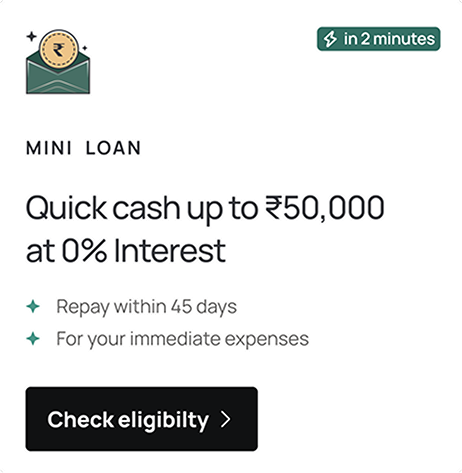 in 2 minutes
₹
MINI LOAN
Quick cash up to ₹50,000
at 0% Interest
Repay within 45 days
For your immediate expenses
Check eligibilty